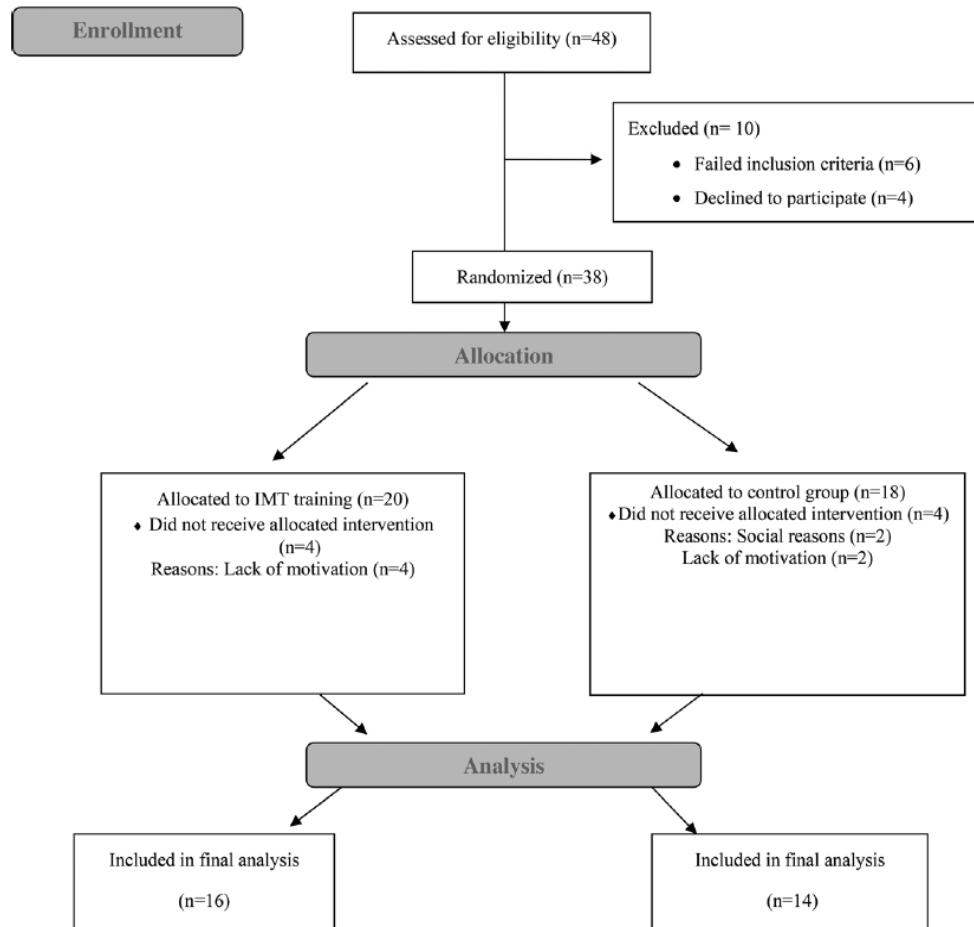 Enrollment
Assessed for eligibility (n=48)
Excluded (n= 10)
• Failed inclusion criteria (n=6)
• Declined to participate (n=4)
Randomized (n=38)
Allocation
Allocated to IMT training (n=20)
♦ Did not receive allocated intervention
(n=4)
Reasons: Lack of motivation (n=4)
Allocated to control group (n=18)
♦Did not receive allocated intervention (n=4)
Reasons: Social reasons (n=2)
Lack of motivation (n=2)
Analysis
Included in final analysis
(n=16)
Included in final analysis
(n=14)